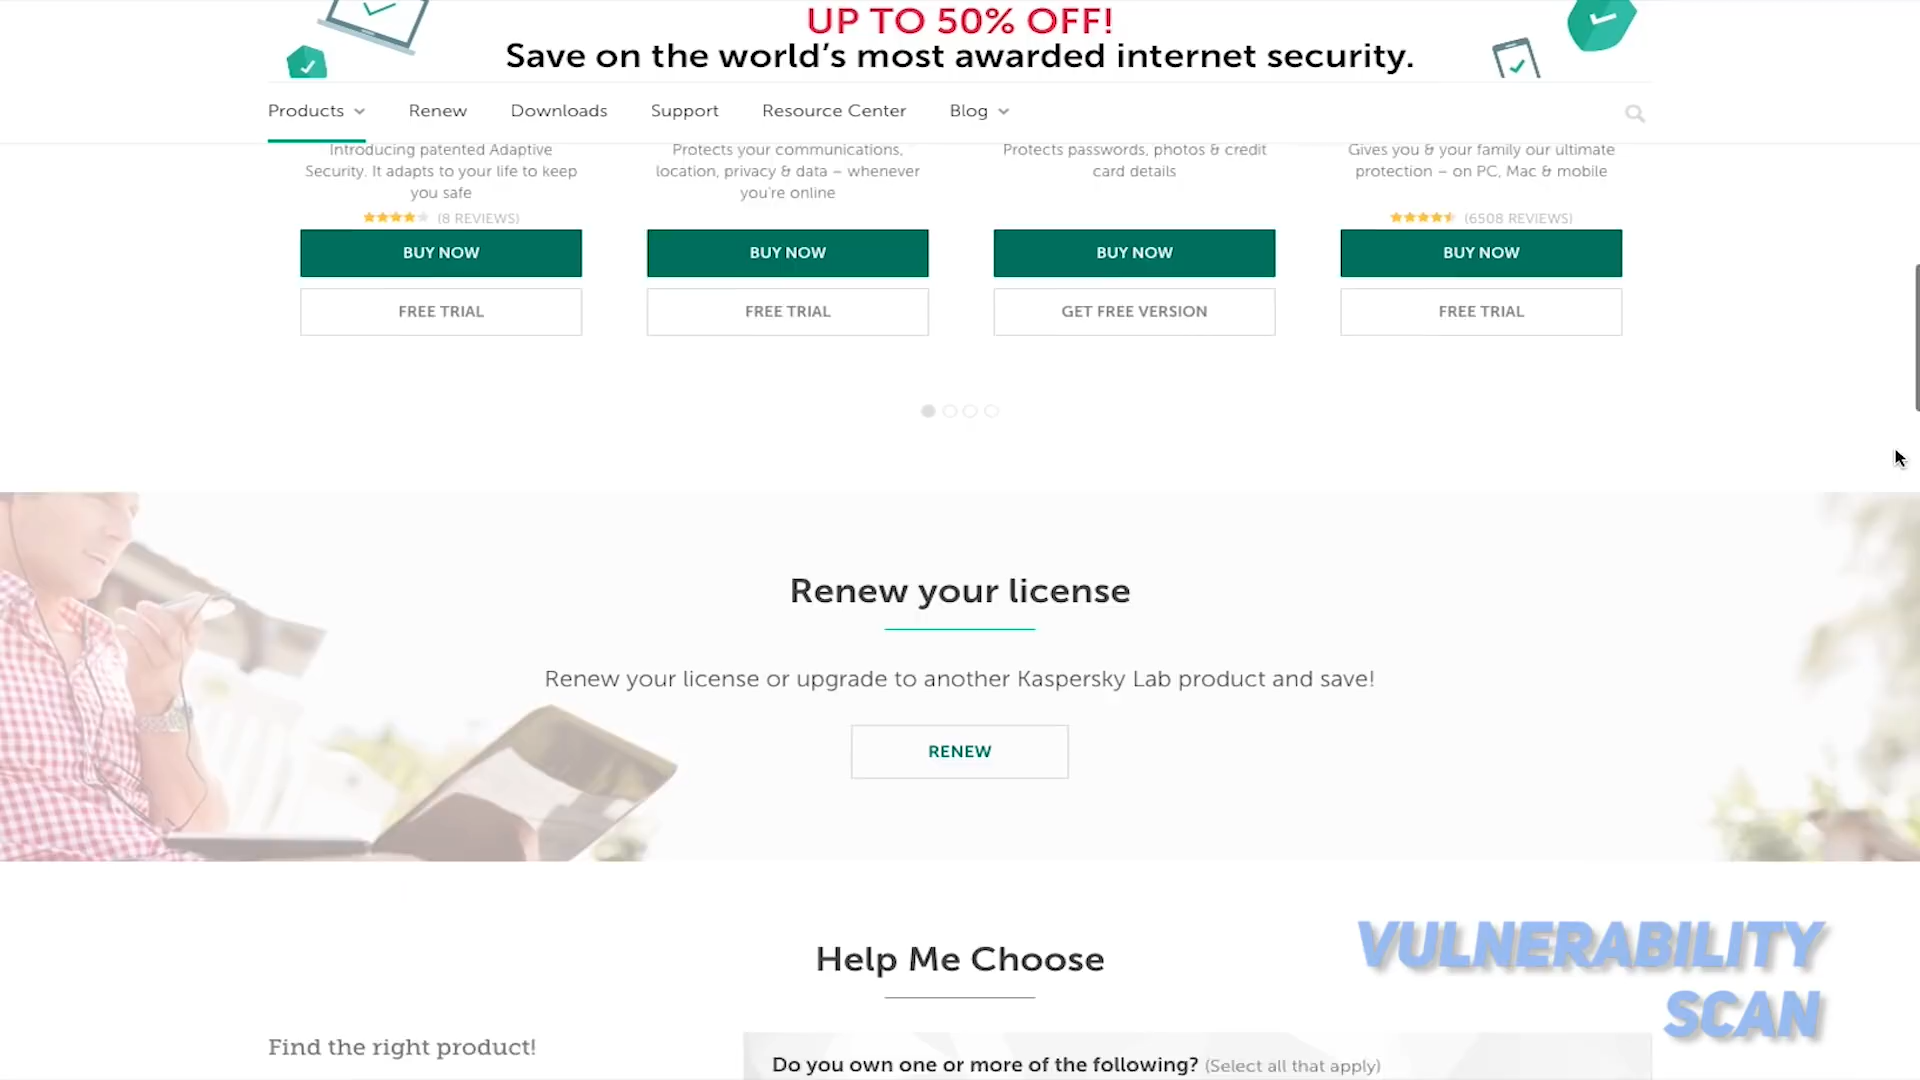 UP TO 50% OFF!
Save on the world's most awarded internet security.
Products Renew Downloads Support Resource Center Blog
Introducing patented Adaptive
Security. It adapts to your life to keep
you safe
(8 REVIEWS)
BUY NOW
FREE TRIAL
Protects your communications,
location, privacy & data – whenever
you're online
BUY NOW
FREE TRIAL
Protects passwords, photos & credit
card details
BUY NOW
GET FREE VERSION
Gives you & your family our ultimate
protection – on PC, Mac & mobile
(6508 REVIEWS)
BUY NOW
FREE TRIAL
Renew your license
Renew your license or upgrade to another Kaspersky Lab product and save!
RENEW
Help Me Choose
Find the right product!
Do you own one or more of the following? (Select all that apply)
VULNERABILITY
SCAN